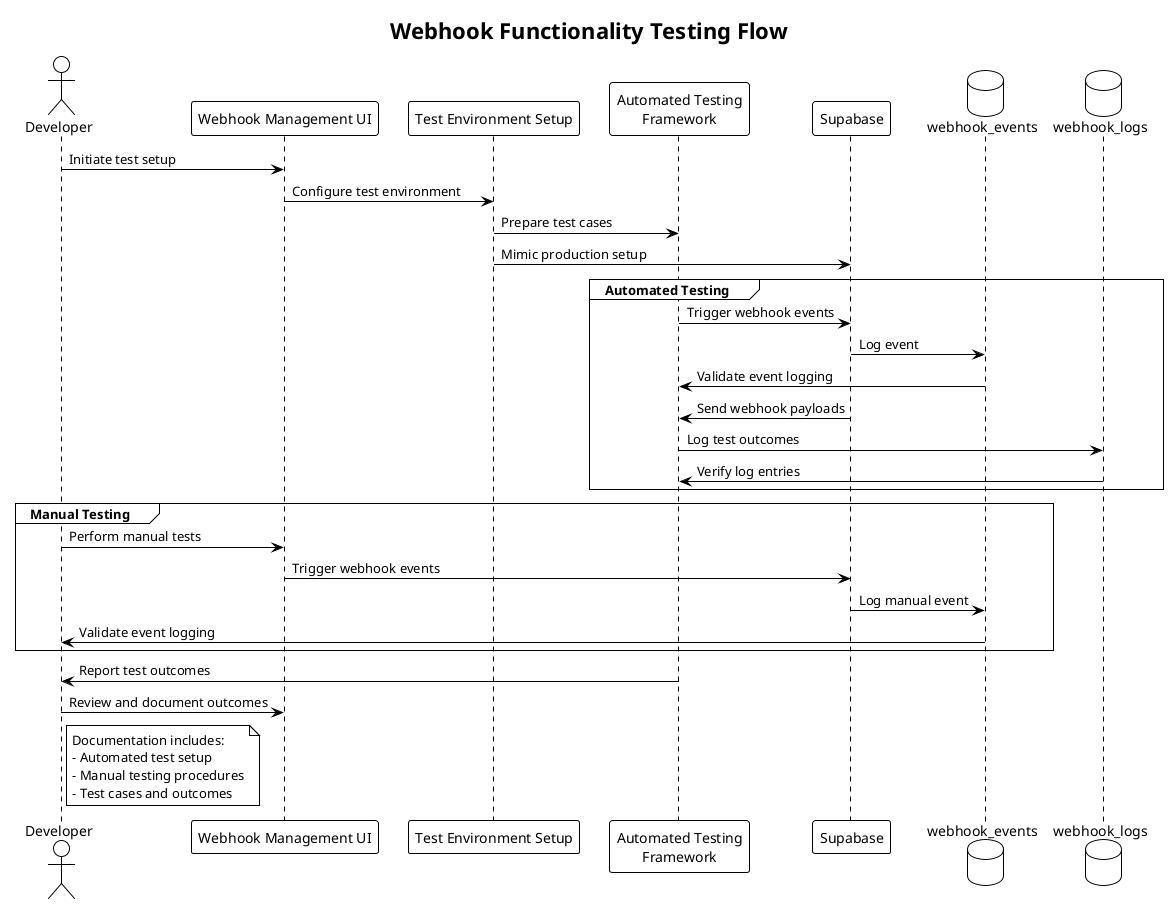 Webhook Functionality Testing Flow
Developer
Webhook Management UI
Test Environment Setup
Automated Testing
Framework
Supabase
webhook_events
webhook_logs
Initiate test setup
Configure test environment
Prepare test cases
Mimic production setup
Automated Testing
Trigger webhook events
Log event
Validate event logging
Send webhook payloads
Log test outcomes
Verify log entries
Manual Testing
Perform manual tests
Trigger webhook events
Log manual event
Validate event logging
Report test outcomes
Review and document outcomes
Documentation includes:
- Automated test setup
- Manual testing procedures
- Test cases and outcomes
Developer
Webhook Management UI
Test Environment Setup
Automated Testing
Framework
Supabase
webhook_events
webhook_logs